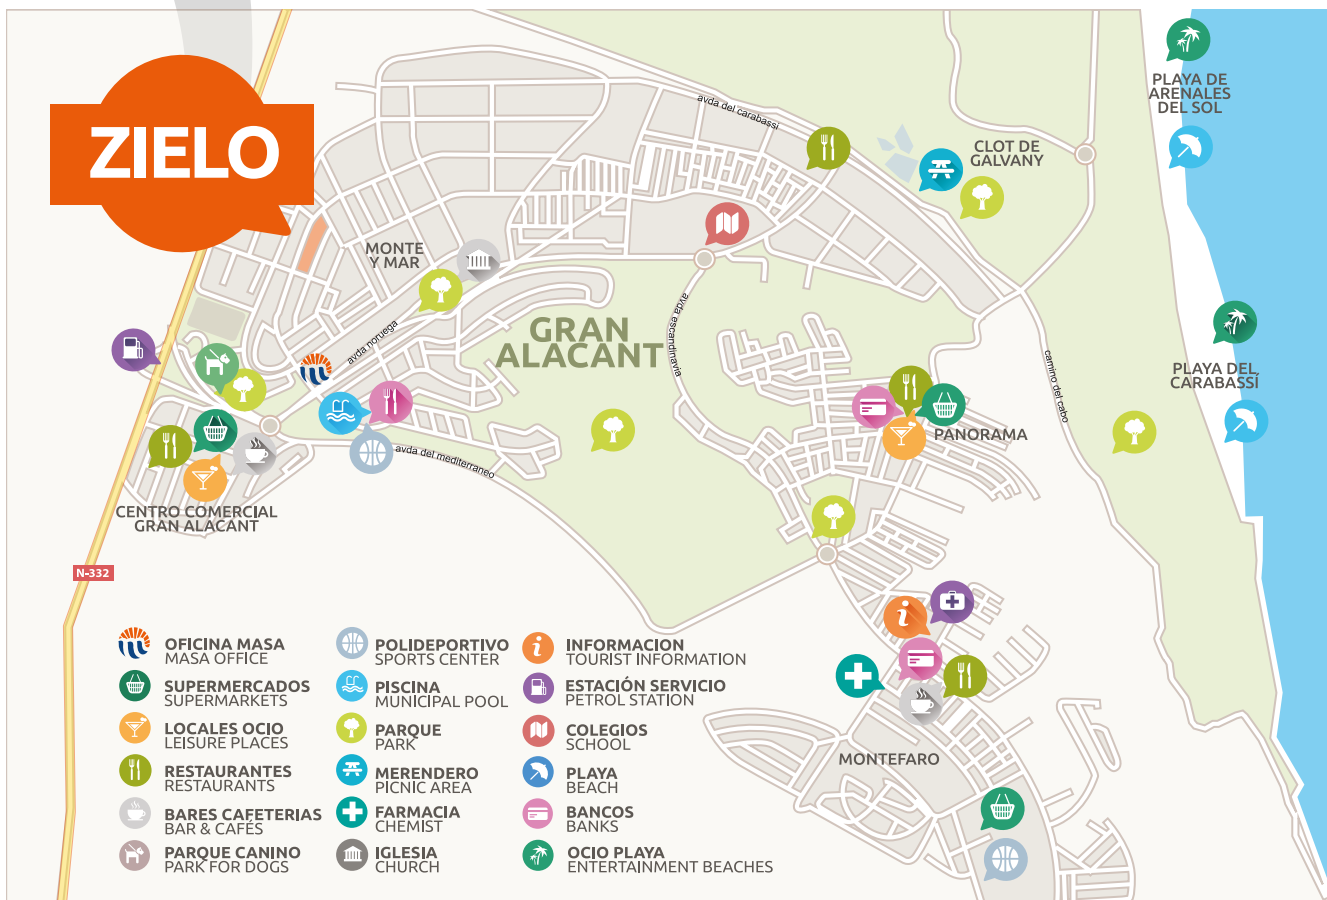 ZIELO
PLAYA DE
ARENALES
DEL SOL
avda del carabassi
CLOT DE
GALVANY
MONTE
Y MAR
GRAN
ALACANT
avda noruega
avda escandinavia
camino del cabo
PLAYA DEL
CARABASSÍ
PANORAMA
avda del mediterraneo
CENTRO COMERCIAL
GRAN ALACANT
N-332
MONTEFARO
OFICINA MASA
MASA OFFICE
SUPERMERCADOS
SUPERMARKETS
LOCALES OCIO
LEISURE PLACES
RESTAURANTES
RESTAURANTS
BARES CAFETERIAS
BAR & CAFÉS
PARQUE CANINO
PARK FOR DOGS
POLIDEPORTIVO
SPORTS CENTER
PISCINA
MUNICIPAL POOL
PARQUE
PARK
MERENDERO
PICNIC AREA
FARMACIA
CHEMIST
IGLESIA
CHURCH
INFORMACION
TOURIST INFORMATION
ESTACIÓN SERVICIO
PETROL STATION
COLEGIOS
SCHOOL
PLAYA
BEACH
BANCOS
BANKS
OCIO PLAYA
ENTERTAINMENT BEACHES